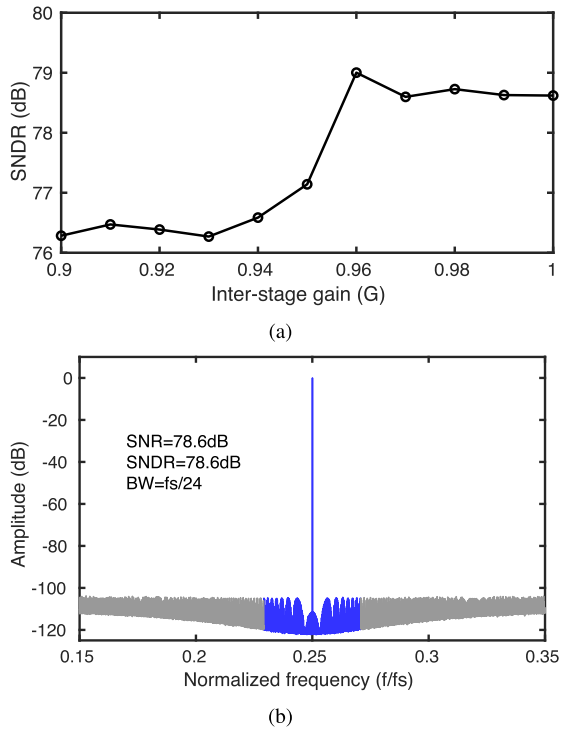 80
79
78
77
76
SNDR (dB)
0.9
0.92
0.94
0.96
0.98
1
Inter-stage gain (G)
(a)
0
-20
-40
-60
-80
-100
-120
Amplitude (dB)
SNR=78.6dB
SNDR=78.6dB
BW=fs/24
0.15
0.2
0.25
0.3
0.35
Normalized frequency (f/fs)
(b)